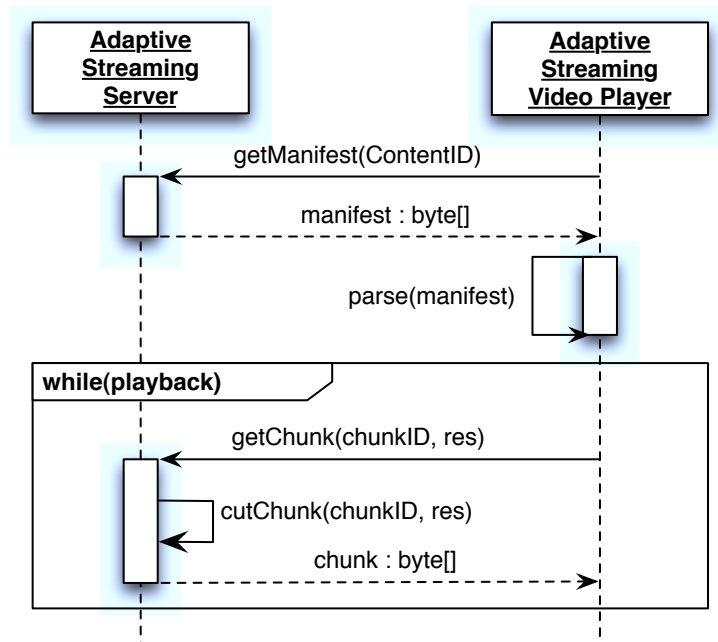 Adaptive
Streaming
Server
Adaptive
Streaming
Video Player
getManifest(ContentID)
manifest : byte[]
parse(manifest)
while(playback)
getChunk(chunkID, res)
cutChunk(chunkID, res)
chunk : byte[]